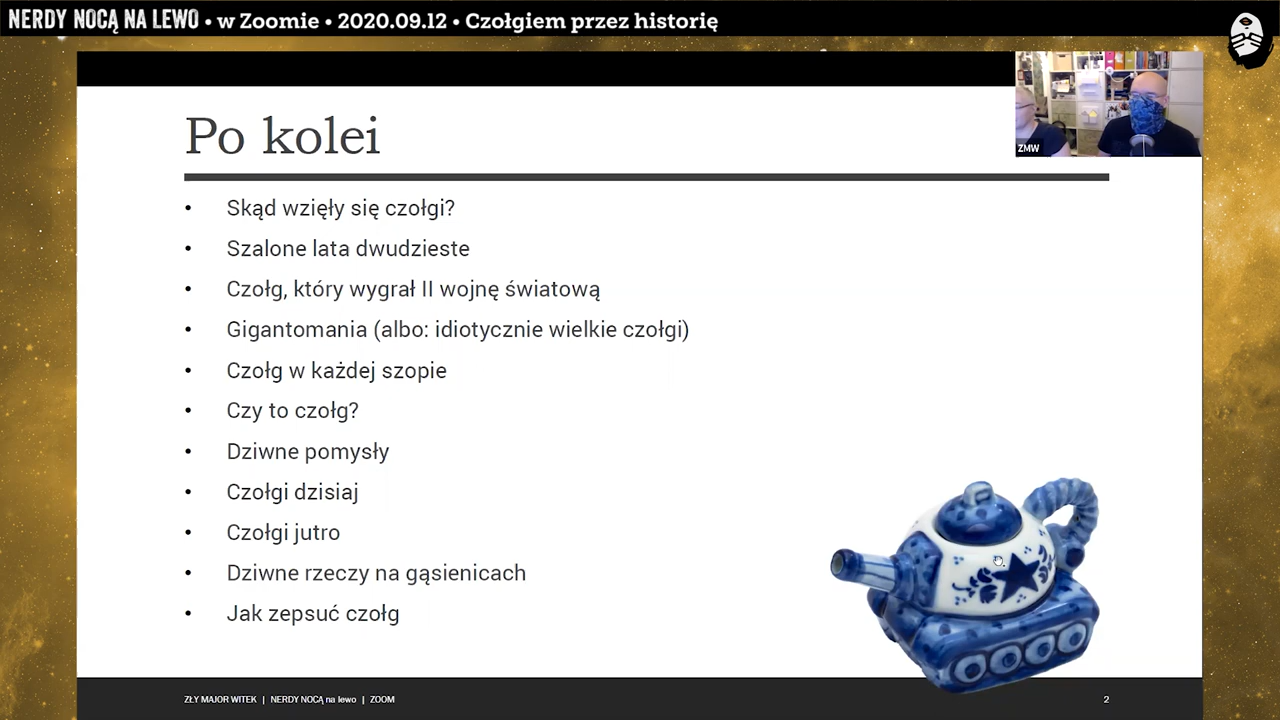 NERDY NOCĄ NA LEWO • w Zoomie • 2020.09.12 • Czołgiem przez historię
ZMW
Po kolei
• Skąd wzięły się czołgi?
• Szalone lata dwudzieste
• Czołg, który wygrał II wojnę światową
• Gigantomania (albo: idiotycznie wielkie czołgi)
• Czołg w każdej szopie
• Czy to czołg?
• Dziwne pomysły
• Czołgi dzisiaj
• Czołgi jutro
• Dziwne rzeczy na gąsienicach
• Jak zepsuć czołg
ZŁY MAJOR WITEK | NERDY NOCĄ na lewo | ZOOM
2